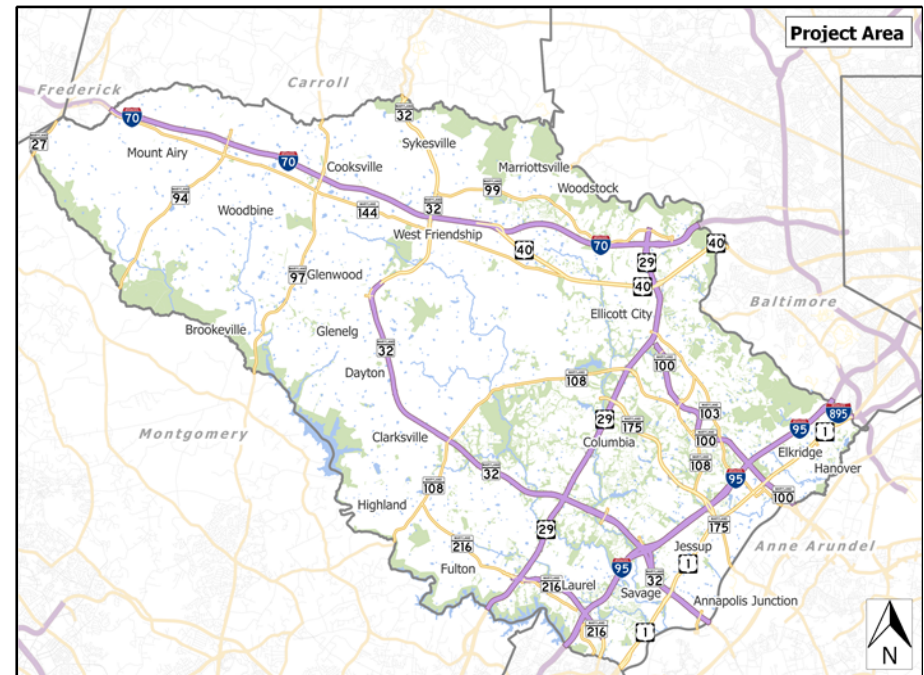 Project Area
Frederick
Carroll
70
MARYLAND
32
27
Mount Airy
Sykesville
70
Cooksville
Marriottsville
99
Woodstock
94
Woodbine
144
32
West Friendship
40
70
40
29
97
Glenwood
40
Baltimore
Ellicott City
Brookeville
Glenelg
32
100
Dayton
108
895
29
175
103
95
1
Montgomery
Clarksville
Columbia
100
Elkridge
Hanover
32
108
95
108
100
Highland
175
29
Anne Arundel
216
Jessup
Fulton
95
1
216
Laurel
32
Savage
Annapolis Junction
216
1
N